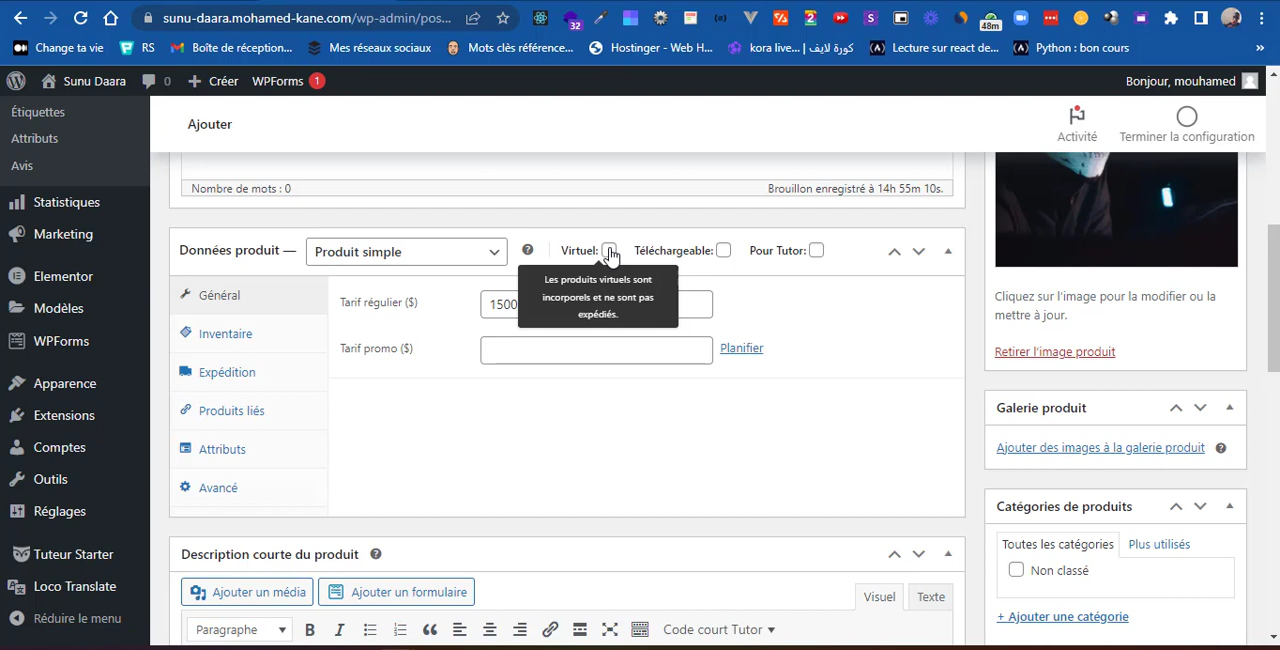 sunu-daara.mohamed-kane.com/wp-admin/pos...
32
48m
Change ta vie
RS
Boîte de réception...
Mes réseaux sociaux
Mots clés référence...
Hostinger - Web H...
kora live... كورة لايف
Lecture sur react de...
Python : bon cours
»
Sunu Daara
0
Créer
WPForms
1
Bonjour, mouhamed
Étiquettes
Attributs
Avis
Statistiques
Marketing
Elementor
Modèles
WPForms
Apparence
Extensions
Comptes
Outils
Réglages
Tuteur Starter
Loco Translate
Réduire le menu
Ajouter
Activité
Terminer la configuration
Nombre de mots : 0
Brouillon enregistré à 14h 55m 10s.
Données produit —
Produit simple
Virtuel:
Téléchargeable:
Pour Tutor:
Les produits virtuels sont
incorporels et ne sont pas
expédiés.
Général
Inventaire
Expédition
Produits liés
Attributs
Avancé
Tarif régulier ($)
1500
Tarif promo ($)
Planifier
Description courte du produit
Ajouter un média
Ajouter un formulaire
Visuel
Texte
Paragraphe
B
I
Code court Tutor
Cliquez sur l'image pour la modifier ou la
mettre à jour.
Retirer l'image produit
Galerie produit
Ajouter des images à la galerie produit
Catégories de produits
Toutes les catégories
Plus utilisés
Non classé
+ Ajouter une catégorie